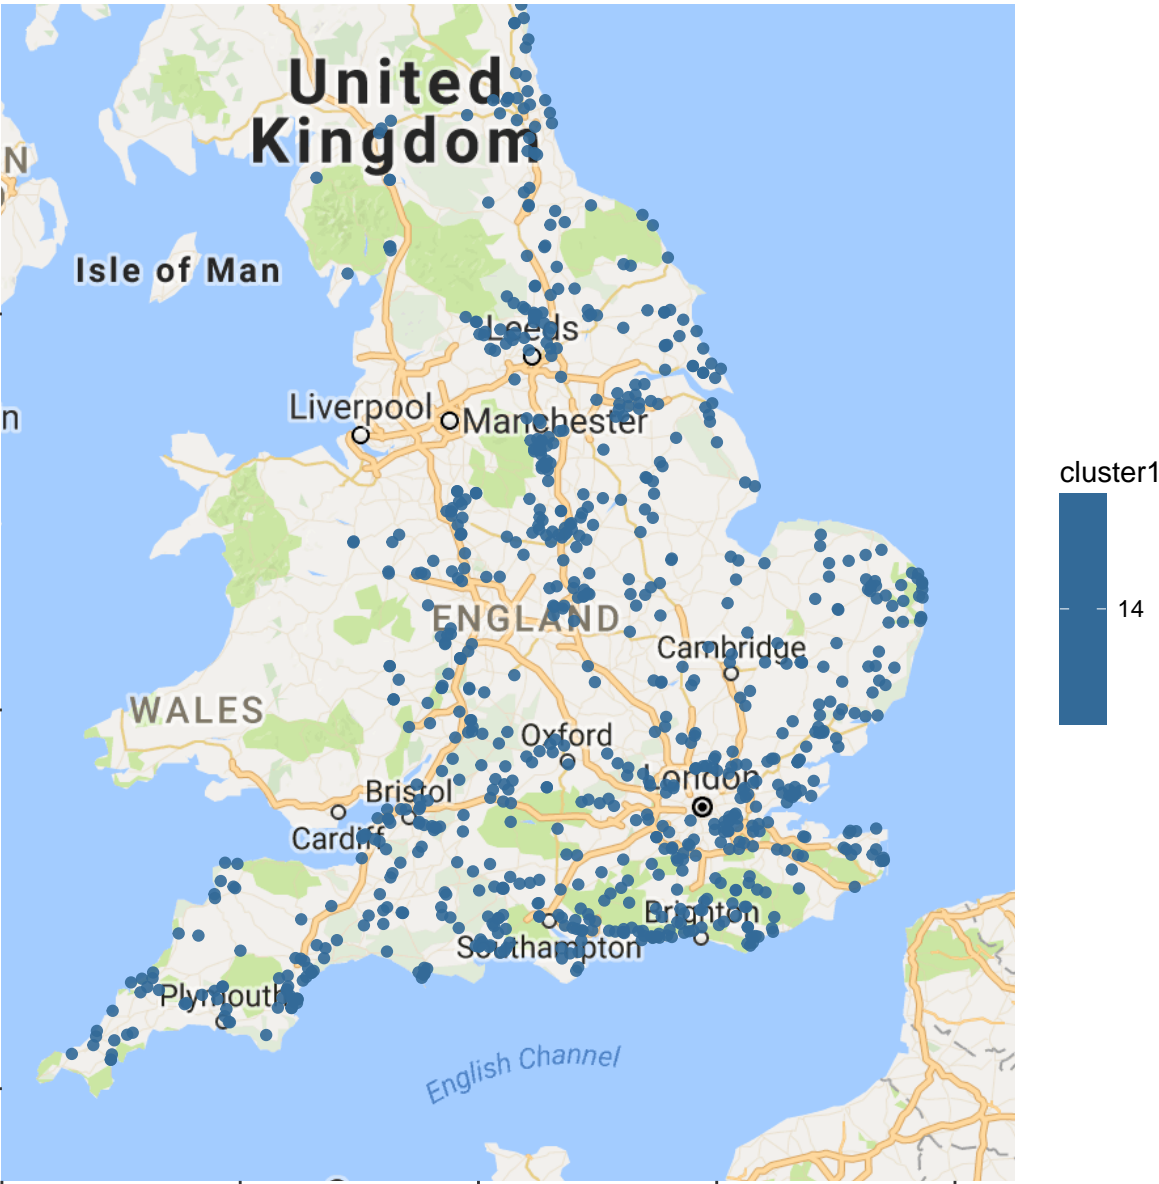 United
Kingdom
N
Isle of Man
Leeds
Liverpool
Manchester
n
ENGLAND
Cambridge
WALES
Oxford
London
Bristol
Cardiff
Brighton
Southampton
Plymouth
English Channel
cluster1
14